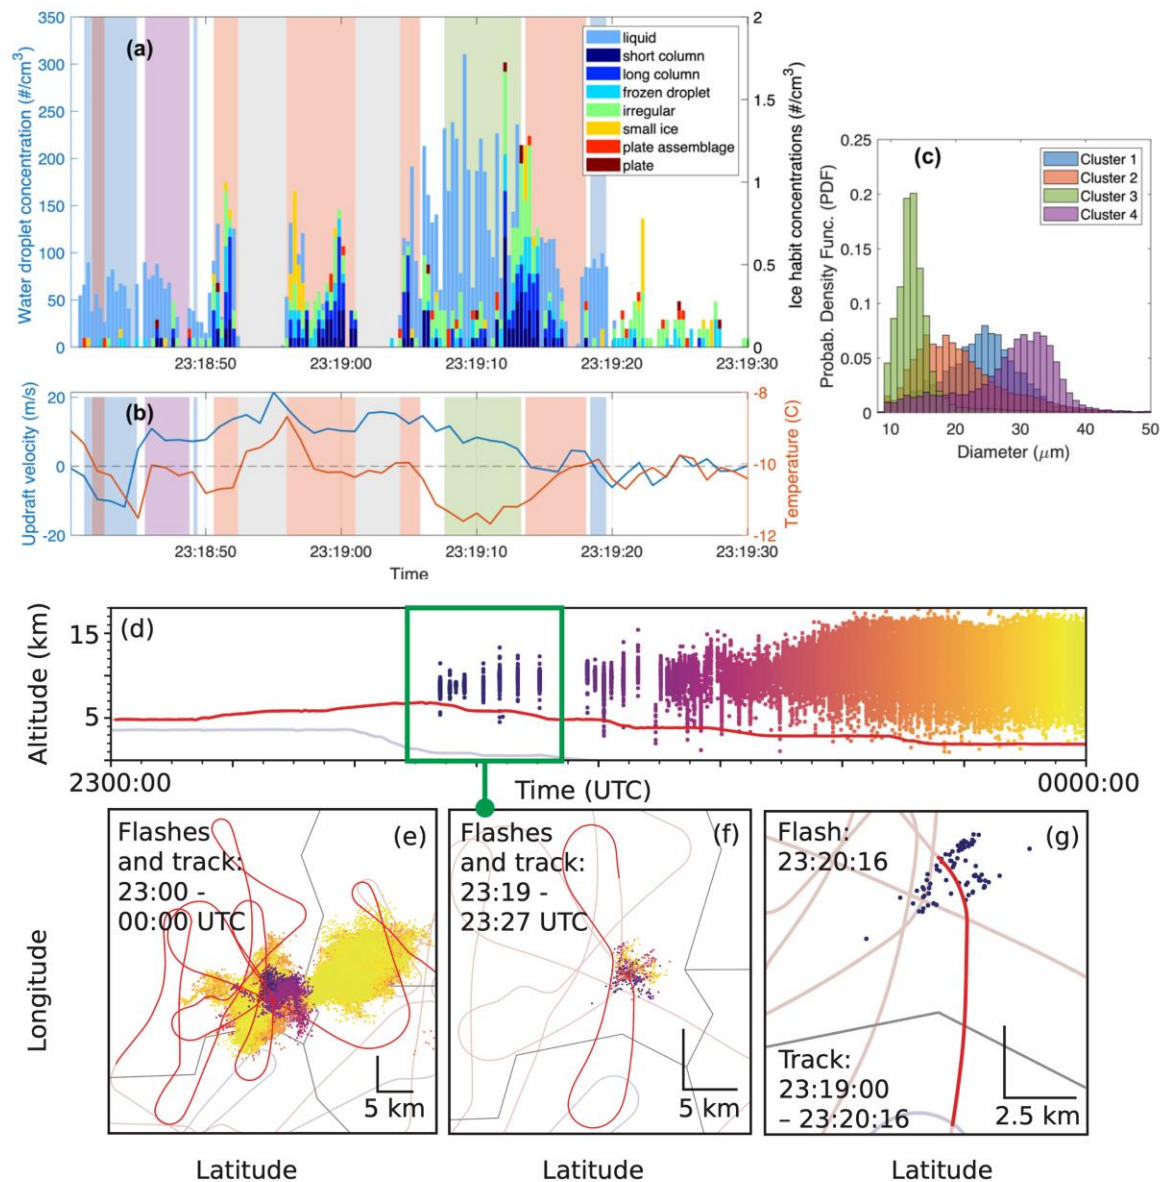 (a)
Water droplet concentration (#/cm³)
350
300
250
200
150
100
50
0
liquid
short column
long column
frozen droplet
irregular
small ice
plate assemblage
plate
2
1.5
1
0.5
0
Ice habit concentrations (#/cm³)
23:18:50
23:19:00
23:19:10
23:19:20
23:19:30
(b)
Updraft velocity (m/s)
20
0
-20
-8
-10
-12
Temperature (C)
23:18:50
23:19:00
23:19:10
23:19:20
23:19:30
Time
(c)
Probab. Density Func. (PDF)
0.25
0.2
0.15
0.1
0.05
0
Cluster 1
Cluster 2
Cluster 3
Cluster 4
10
20
30
40
50
Diameter (μm)
(d)
Altitude (km)
15
5
2300:00
Time (UTC)
0000:00
Longitude
Flashes
and track:
23:00 -
00:00 UTC
(e)
5 km
Latitude
Flashes
and track:
23:19 -
23:27 UTC
(f)
5 km
Latitude
Flash:
23:20:16
(g)
Track:
23:19:00
– 23:20:16
2.5 km
Latitude